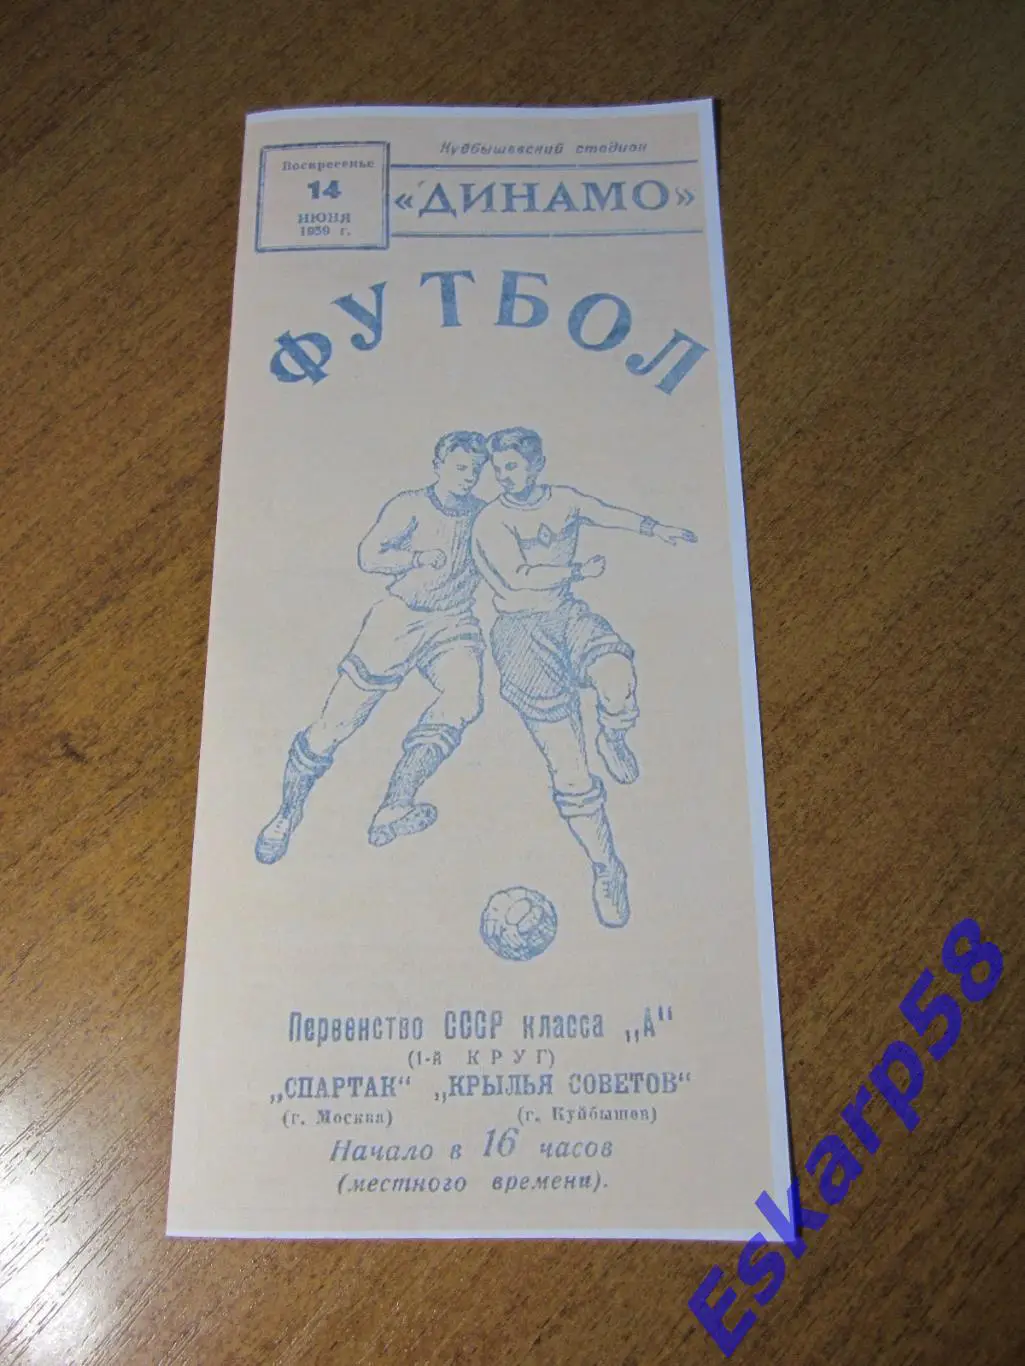 Воскресенье
14
ИЮНЯ
1959 г.
Куйбышевский стадион
«ДИНАМО»
ФУТБОЛ
Первенство СССР класса „А"
(1-й КРУГ)
„СПАРТАК" „КРЫЛЬЯ СОВЕТОВ"
(г. Москва) (г. Куйбышев)
Начало в 16 часов
(местного времени).
Eskarp58